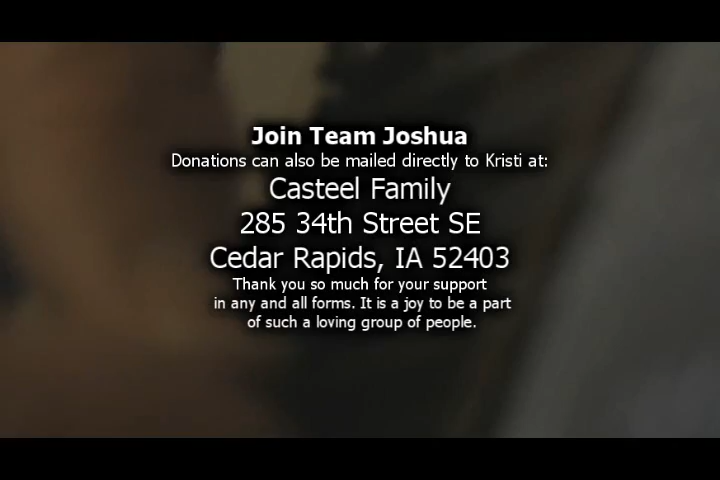 Join Team Joshua
Donations can also be mailed directly to Kristi at:
Casteel Family
285 34th Street SE
Cedar Rapids, IA 52403
Thank you so much for your support
in any and all forms. It is a joy to be a part
of such a loving group of people.